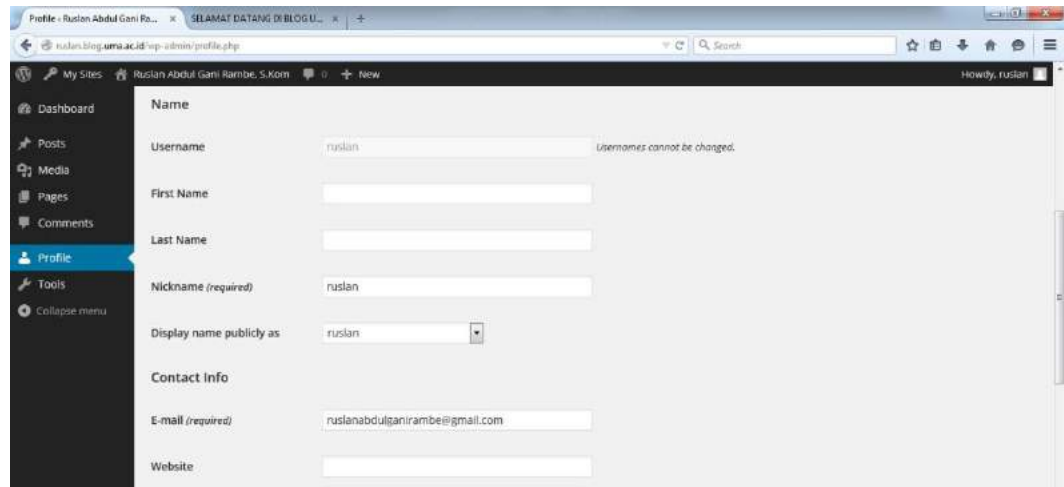 Profile ‹ Ruslan Abdul Gani Ra... × SELAMAT DATANG DI BLOG U... × +
ruslan.blog.uma.ac.id/wp-admin/profile.php Search
My Sites Ruslan Abdul Gani Rambe, S.Kom 0 + New Howdy, ruslan
Dashboard
Posts
Media
Pages
Comments
Profile
Tools
Collapse menu
Name
Username ruslan Usernames cannot be changed.
First Name
Last Name
Nickname (required) ruslan
Display name publicly as ruslan
Contact Info
E-mail (required) ruslanabdulganirambe@gmail.com
Website